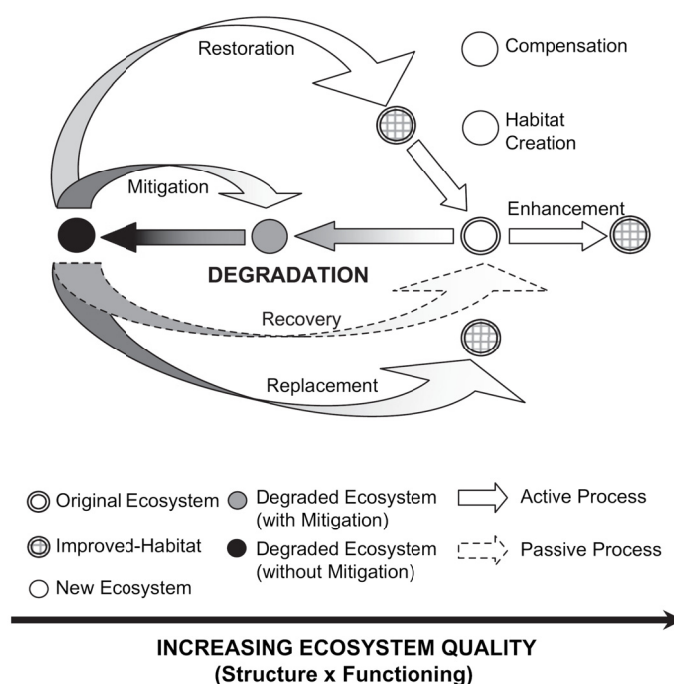 Restoration
Compensation
Habitat
Creation
Mitigation
Enhancement
DEGRADATION
Recovery
Replacement
Original Ecosystem
Degraded Ecosystem
(with Mitigation)
Active Process
Improved-Habitat
Degraded Ecosystem
(without Mitigation)
Passive Process
New Ecosystem
INCREASING ECOSYSTEM QUALITY
(Structure x Functioning)